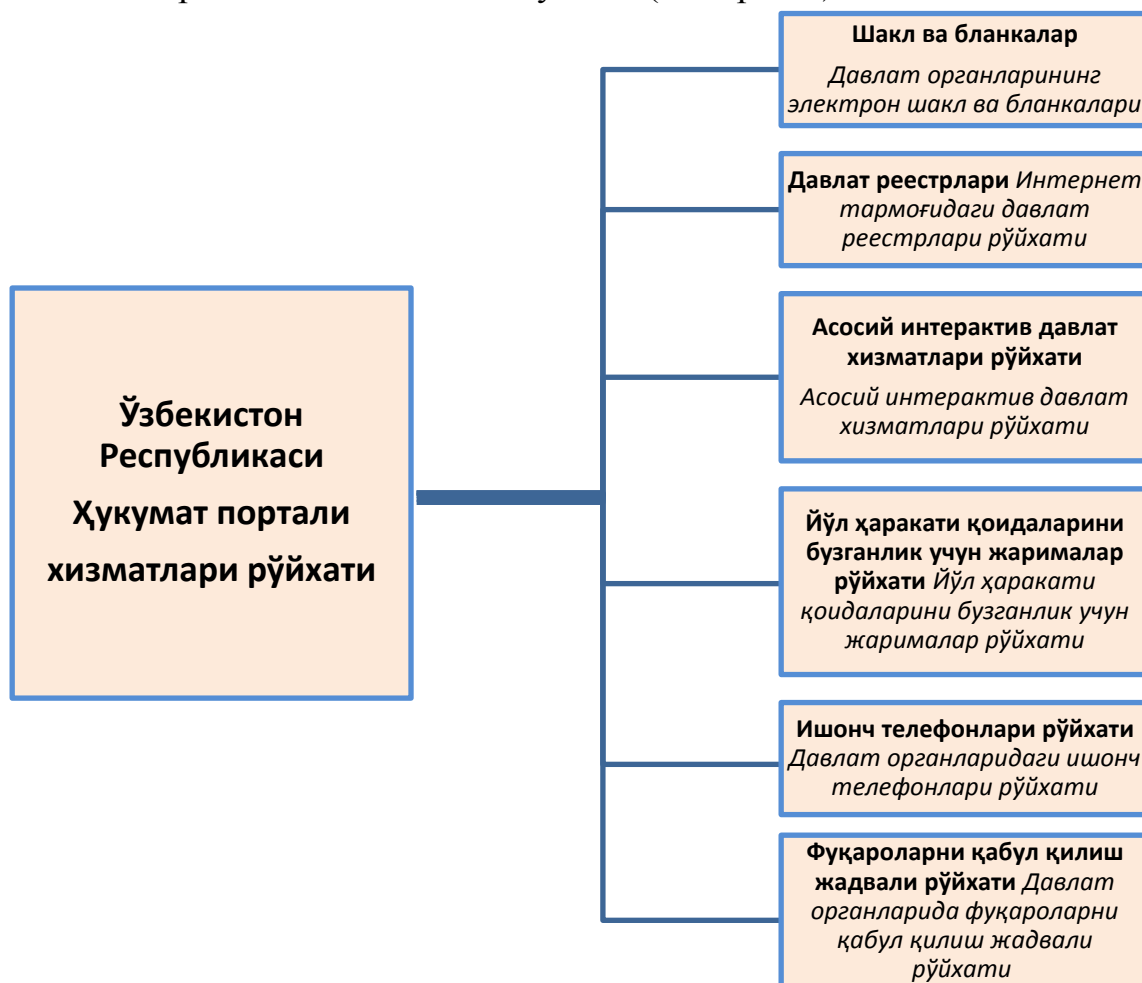 Ўзбекистон
Республикаси
Ҳукумат портали
хизматлари рўйхати
Шакл ва бланкалар
Давлат органларининг
электрон шакл ва бланкалари
Давлат реестрлари Интернет
тармоғидаги давлат
реестрлари рўйхати
Асосий интерактив давлат
хизматлари рўйхати
Асосий интерактив давлат
хизматлари рўйхати
Йўл ҳаракати қоидаларини
бузганлик учун жарималар
рўйхати Йўл ҳаракати
қоидаларини бузганлик учун
жарималар рўйхати
Ишонч телефонлари рўйхати
Давлат органларидаги ишонч
телефонлари рўйхати
Фуқароларни қабул қилиш
жадвали рўйхати Давлат
органларида фуқароларни
қабул қилиш жадвали
рўйхати